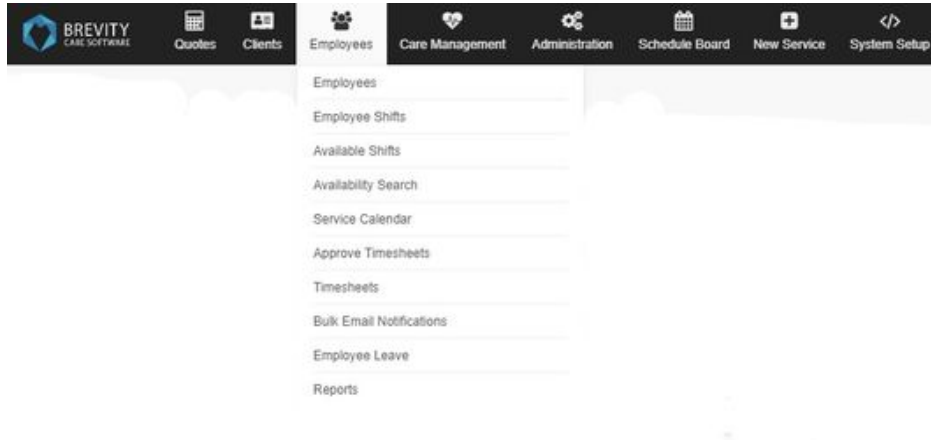 BREVITY
CARE SOFTWARE
Quotes
Clients
Employees
Care Management
Administration
Schedule Board
New Service
System Setup
Employees
Employee Shifts
Available Shifts
Availability Search
Service Calendar
Approve Timesheets
Timesheets
Bulk Email Notifications
Employee Leave
Reports